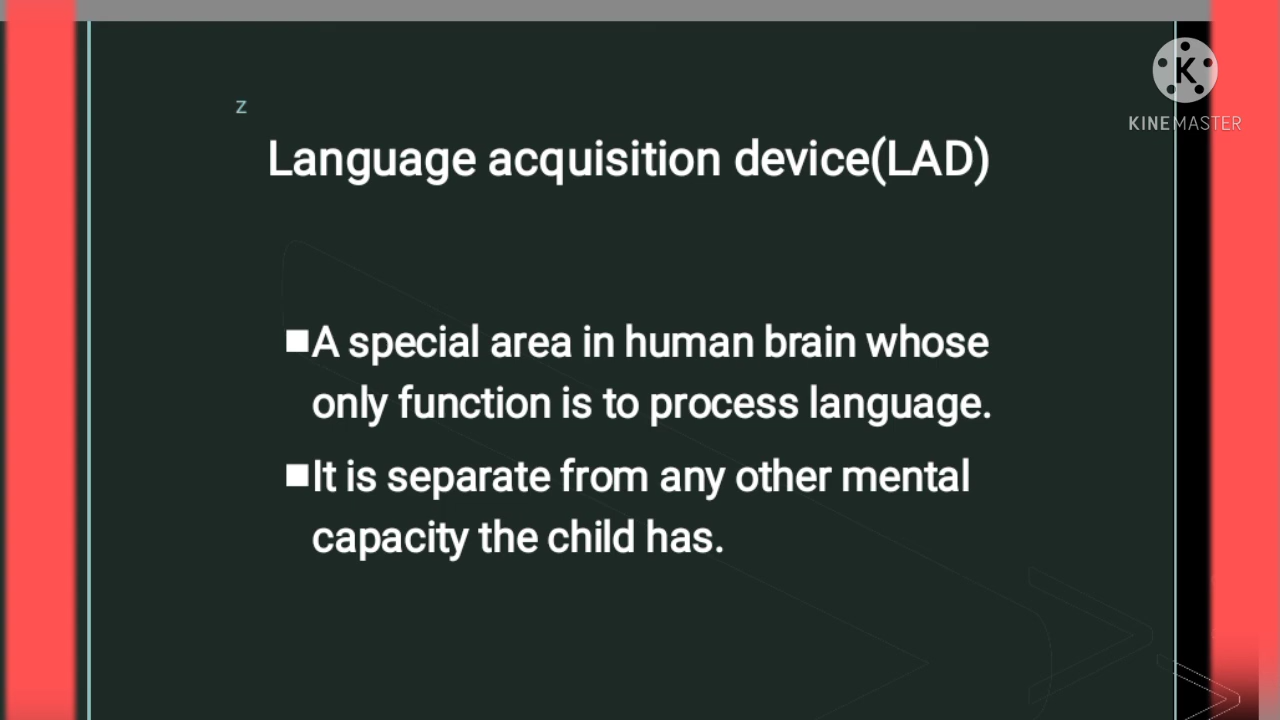 z
KINEMASTER
Language acquisition device(LAD)
■A special area in human brain whose
only function is to process language.
■It is separate from any other mental
capacity the child has.